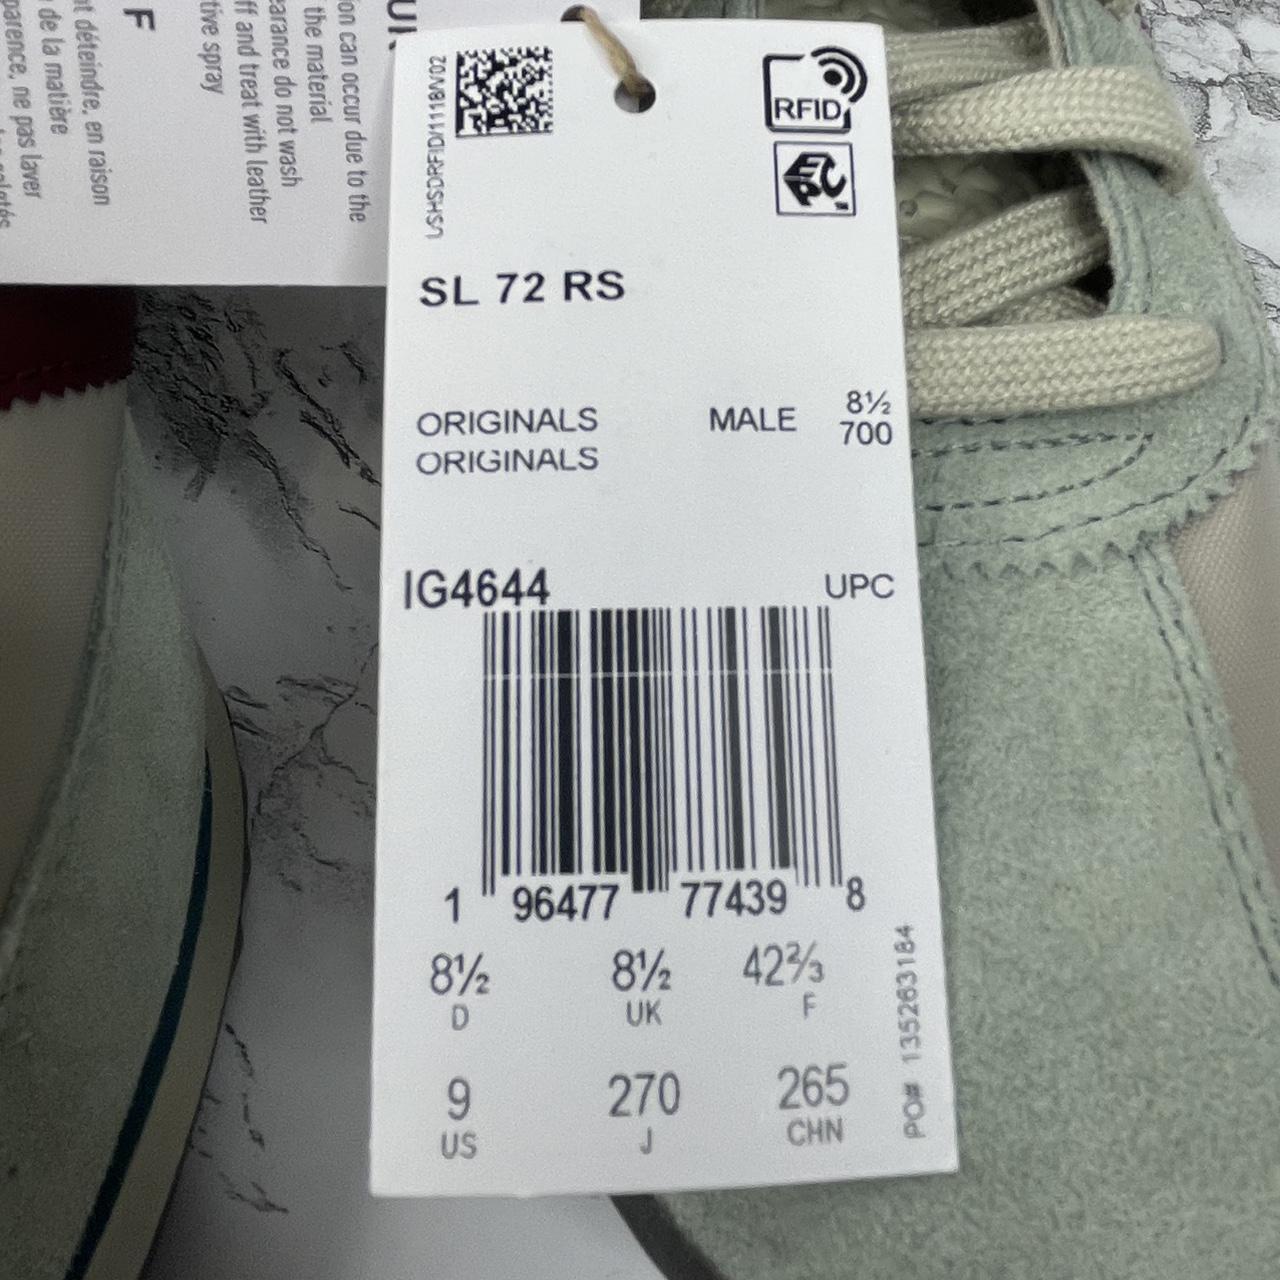 F
ion can occur due to the
the material
earance do not wash
ff and treat with leather
tive spray
nt déteindre, en raison
de la matière
parence, ne pas laver
RFID
EPC
SL 72 RS
ORIGINALS MALE 8½
ORIGINALS 700
IG4644 UPC
1 96477 77439 8
8½ 8½ 42⅔
D UK F
9 270 265
US J CHN
PO# 135263184